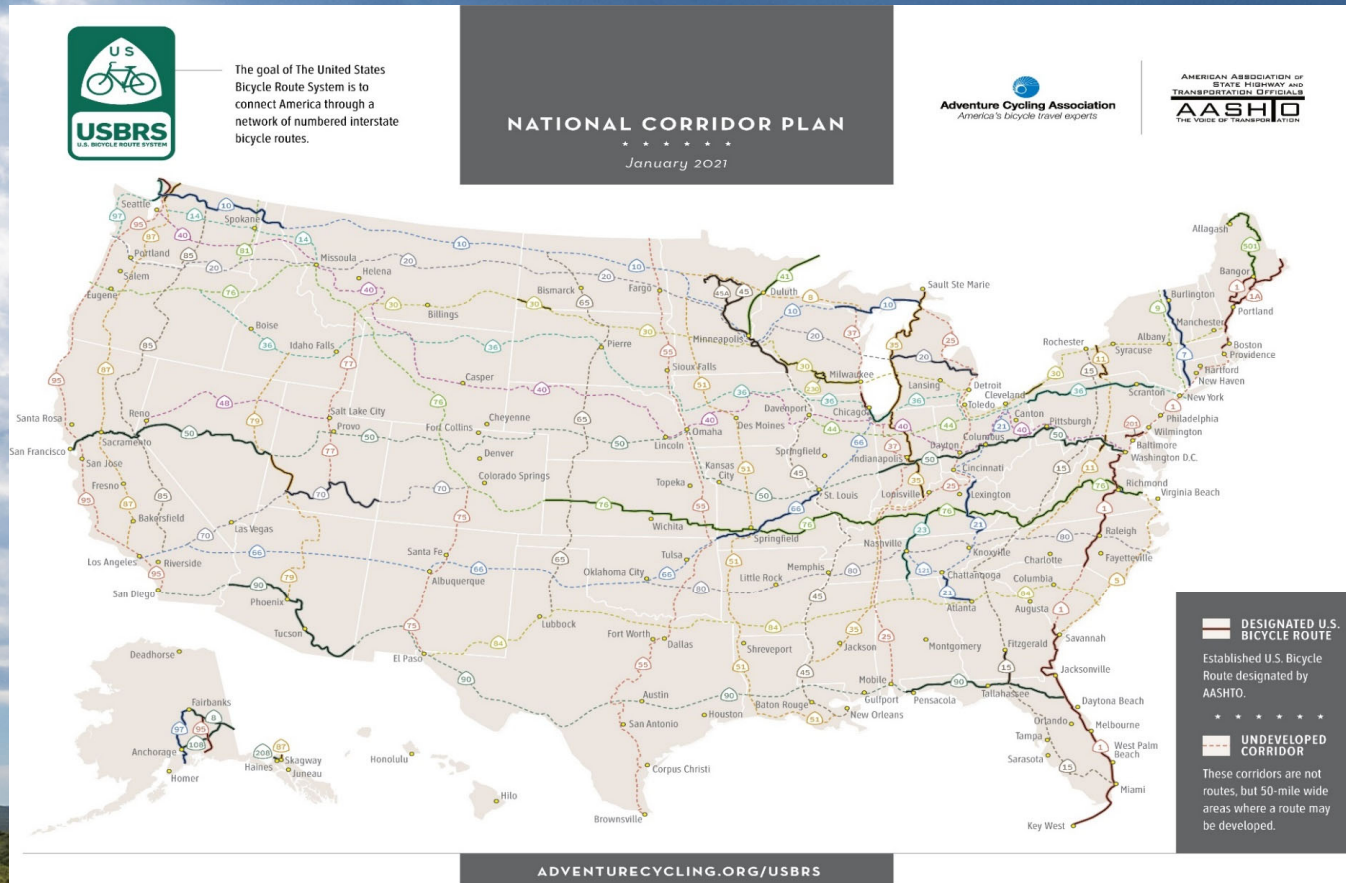 US
USBRS
U.S. BICYCLE ROUTE SYSTEM
The goal of The United States
Bicycle Route System is to
connect America through a
network of numbered interstate
bicycle routes.
NATIONAL CORRIDOR PLAN
January 2021
Adventure Cycling Association
America's bicycle travel experts
AMERICAN ASSOCIATION OF
STATE HIGHWAY AND
TRANSPORTATION OFFICIALS
AASHTO
THE VOICE OF TRANSPORTATION
Seattle
Spokane
Portland
Salem
Eugene
Missoula
Helena
Boise
Idaho Falls
Billings
Bismarck
Fargo
Duluth
Sault Ste Marie
Allagash
Bangor
Portland
Burlington
Manchester
Boston
Providence
Hartford
New Haven
Albany
Rochester
Syracuse
New York
Scranton
Philadelphia
Wilmington
Baltimore
Washington D.C.
Minneapolis
Pierre
Sioux Falls
Milwaukee
Lansing
Detroit
Cleveland
Toledo
Chicago
Davenport
Canton
Pittsburgh
Casper
Cheyenne
Fort Collins
Denver
Colorado Springs
Lincoln
Omaha
Des Moines
Springfield
Indianapolis
Dayton
Columbus
Cincinnati
Santa Rosa
San Francisco
Reno
Sacramento
San Jose
Fresno
Bakersfield
Salt Lake City
Provo
Las Vegas
Los Angeles
Riverside
San Diego
Phoenix
Tucson
Santa Fe
Albuquerque
El Paso
Lubbock
Topeka
Kansas
City
Wichita
St. Louis
Springfield
Louisville
Lexington
Richmond
Virginia Beach
Raleigh
Fayetteville
Charlotte
Columbia
Knoxville
Nashville
Chattanooga
Memphis
Little Rock
Tulsa
Oklahoma City
Fort Worth
Dallas
Shreveport
Jackson
Montgomery
Atlanta
Augusta
Fitzgerald
Savannah
Jacksonville
Tallahassee
Daytona Beach
Orlando
Melbourne
Tampa
Sarasota
West Palm
Beach
Miami
Key West
Mobile
Gulfport
Pensacola
Baton Rouge
New Orleans
Houston
Austin
San Antonio
Corpus Christi
Brownsville
Deadhorse
Fairbanks
Anchorage
Homer
Haines
Skagway
Juneau
Honolulu
Hilo
DESIGNATED U.S.
BICYCLE ROUTE
Established U.S. Bicycle
Route designated by
AASHTO.
UNDEVELOPED
CORRIDOR
These corridors are not
routes, but 50-mile wide
areas where a route may
be developed.
ADVENTURECYCLING.ORG/USBRS